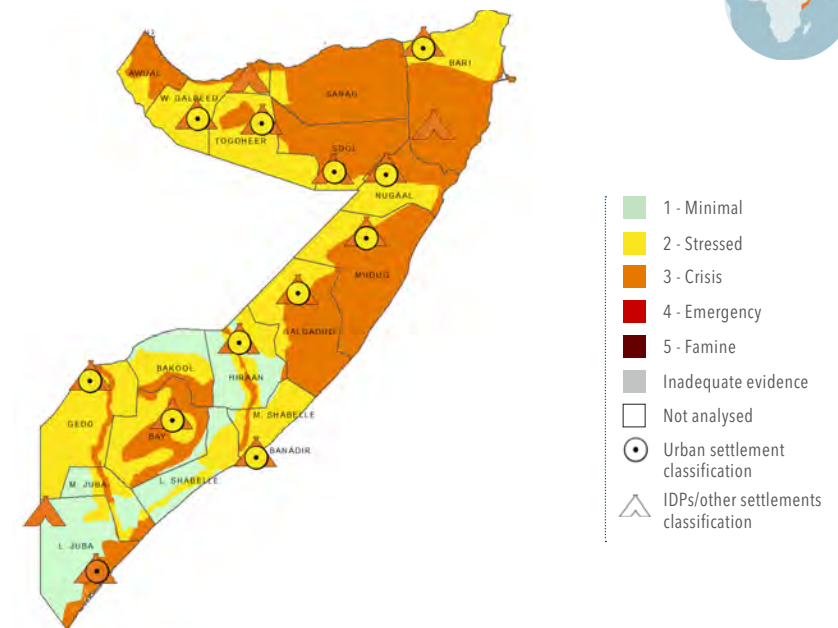 BARI
AWDAL
SANAG
W. GALBEED
TOGDHEER
SOOL
NUGAAL
MUDUG
GALGADUD
BAKOOL
HIRAAN
GEDO
M. SHABELLE
BAY
BANADIR
M. JUBA
L. SHABELLE
L. JUBA
1 - Minimal
2 - Stressed
3 - Crisis
4 - Emergency
5 - Famine
Inadequate evidence
Not analysed
Urban settlement
classification
IDPs/other settlements
classification